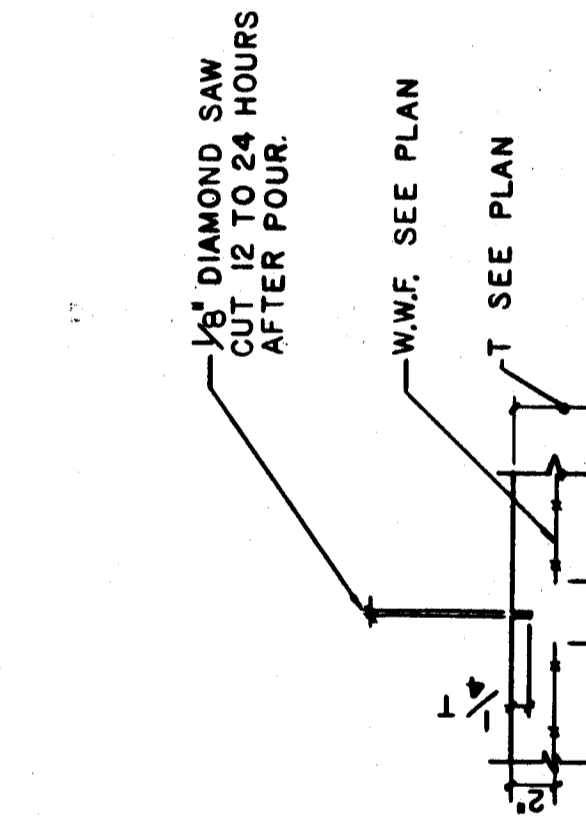 1/8" DIAMOND SAW
CUT 12 TO 24 HOURS
AFTER POUR.
W.W.F. SEE PLAN
T SEE PLAN
1/4 T
2"